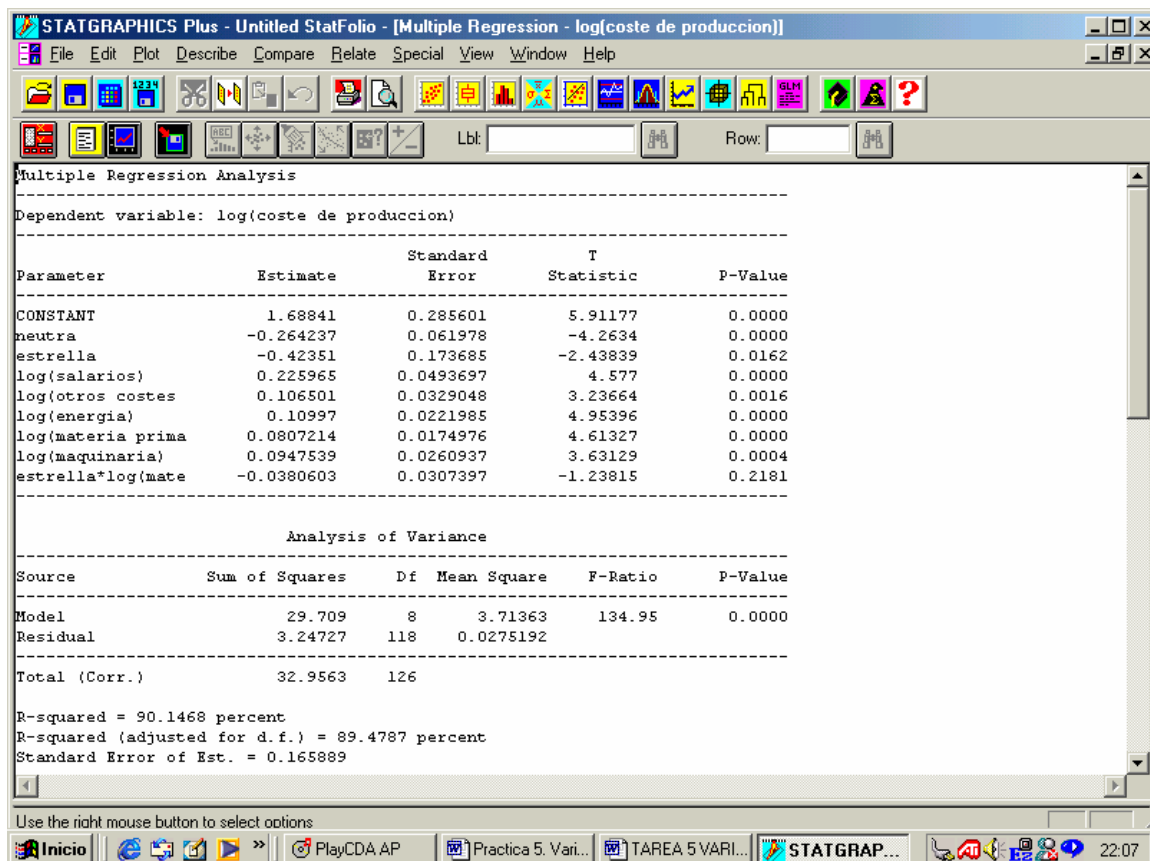 STATGRAPHICS Plus - Untitled StatFolio - [Multiple Regression - log(coste de produccion)]
File Edit Plot Describe Compare Relate Special View Window Help
1234 GLM ?
ABC Lbl: Row:
Multiple Regression Analysis
Dependent variable: log(coste de produccion)
Standard T
Parameter Estimate Error Statistic P-Value
CONSTANT 1.68841 0.285601 5.91177 0.0000
neutra -0.264237 0.061978 -4.2634 0.0000
estrella -0.42351 0.173685 -2.43839 0.0162
log(salarios) 0.225965 0.0493697 4.577 0.0000
log(otros costes 0.106501 0.0329048 3.23664 0.0016
log(energia) 0.10997 0.0221985 4.95396 0.0000
log(materia prima 0.0807214 0.0174976 4.61327 0.0000
log(maquinaria) 0.0947539 0.0260937 3.63129 0.0004
estrella*log(mate -0.0380603 0.0307397 -1.23815 0.2181
Analysis of Variance
Source Sum of Squares Df Mean Square F-Ratio P-Value
Model 29.709 8 3.71363 134.95 0.0000
Residual 3.24727 118 0.0275192
Total (Corr.) 32.9563 126
R-squared = 90.1468 percent
R-squared (adjusted for d.f.) = 89.4787 percent
Standard Error of Est. = 0.165889
Use the right mouse button to select options
Inicio » PlayCDA AP Practica 5. Vari... TAREA 5 VARI... STATGRAP... 22:07